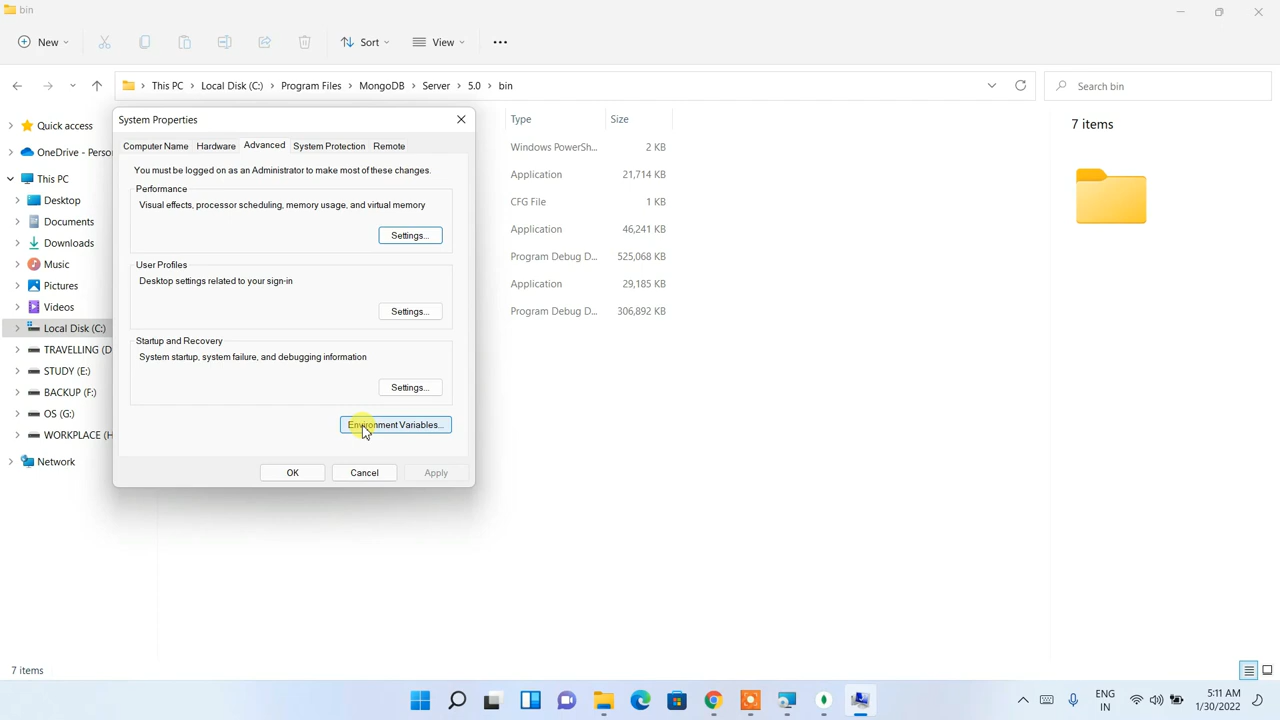 bin
New
Sort
View
This PC > Local Disk (C:) > Program Files > MongoDB > Server > 5.0 > bin
Search bin
Quick access
OneDrive - Perso
This PC
Desktop
Documents
Downloads
Music
Pictures
Videos
Local Disk (C:)
TRAVELLING (D
STUDY (E:)
BACKUP (F:)
OS (G:)
WORKPLACE (H
Network
System Properties
Computer Name Hardware Advanced System Protection Remote
You must be logged on as an Administrator to make most of these changes.
Performance
Visual effects, processor scheduling, memory usage, and virtual memory
Settings...
User Profiles
Desktop settings related to your sign-in
Settings...
Startup and Recovery
System startup, system failure, and debugging information
Settings...
Environment Variables...
OK Cancel Apply
Type Size
Windows PowerSh... 2 KB
Application 21,714 KB
CFG File 1 KB
Application 46,241 KB
Program Debug D... 525,068 KB
Application 29,185 KB
Program Debug D... 306,892 KB
7 items
7 items
ENG
IN
5:11 AM
1/30/2022